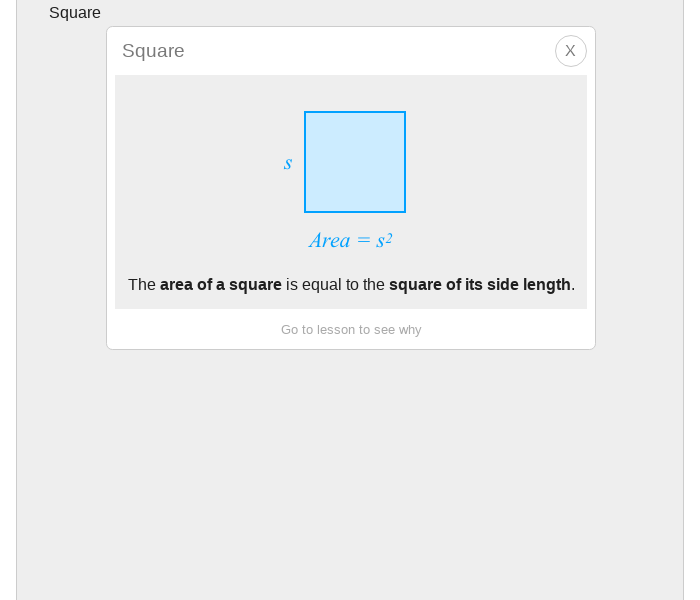 Square
Square
X
s
Area = s²
The area of a square is equal to the square of its side length.
Go to lesson to see why